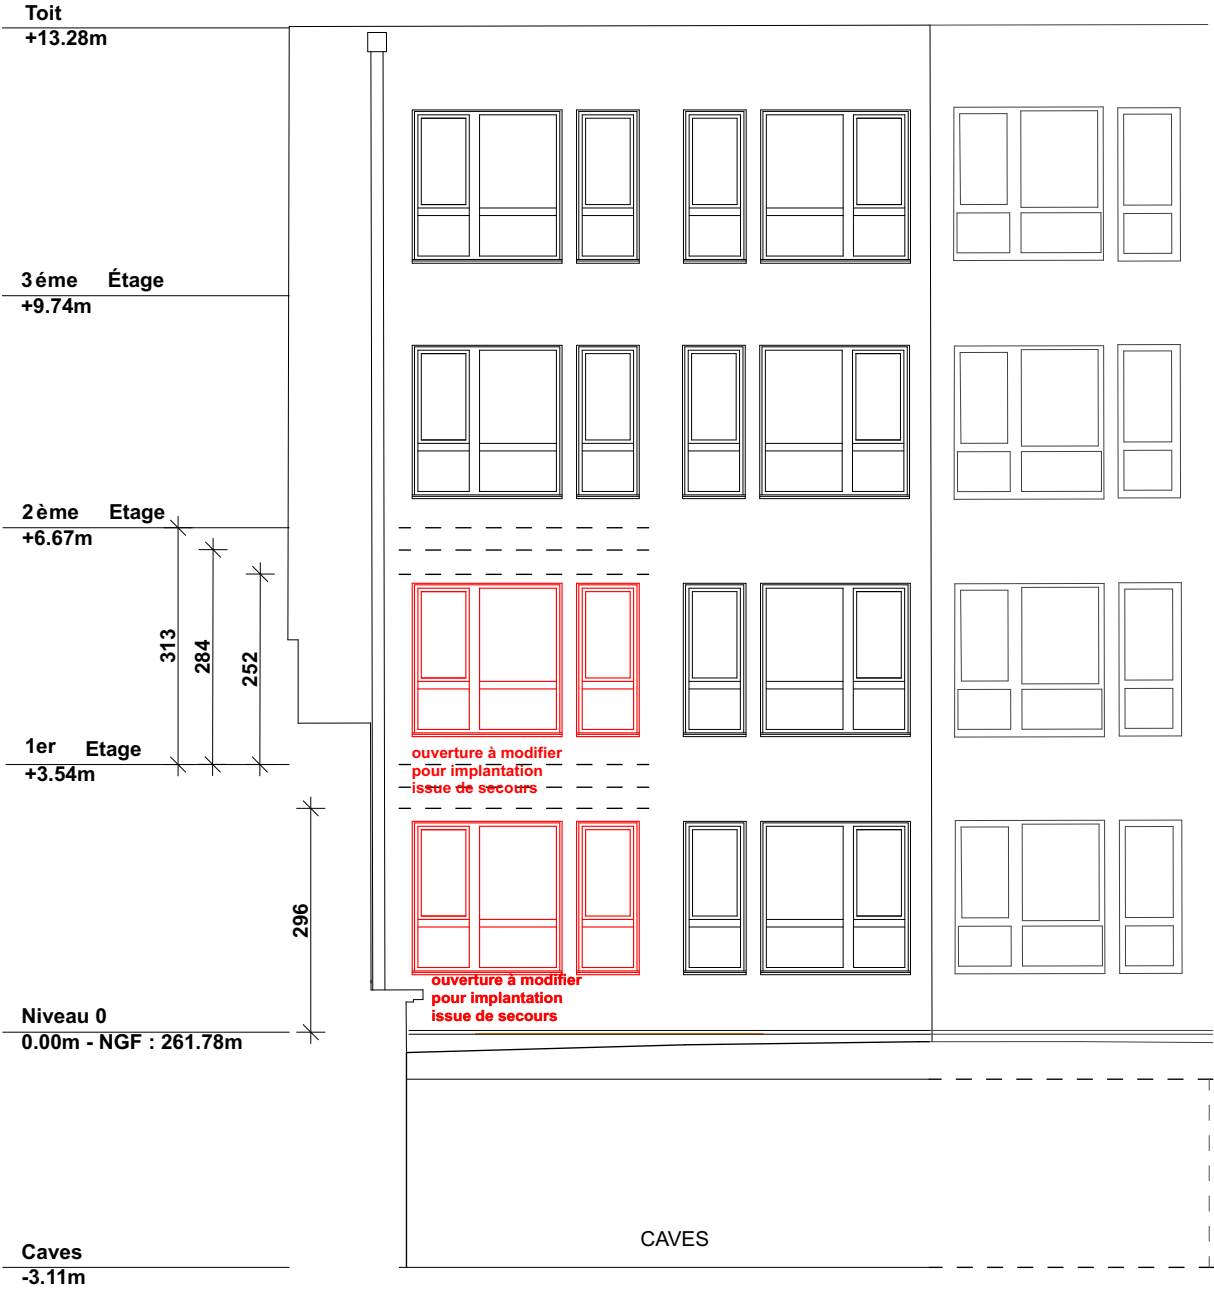 Toit
+13.28m
3éme Étage
+9.74m
2ème Etage
+6.67m
313
284
252
1er Etage
+3.54m
ouverture à modifier
pour implantation
issue de secours
296
ouverture à modifier
pour implantation
issue de secours
Niveau 0
0.00m - NGF : 261.78m
CAVES
Caves
-3.11m